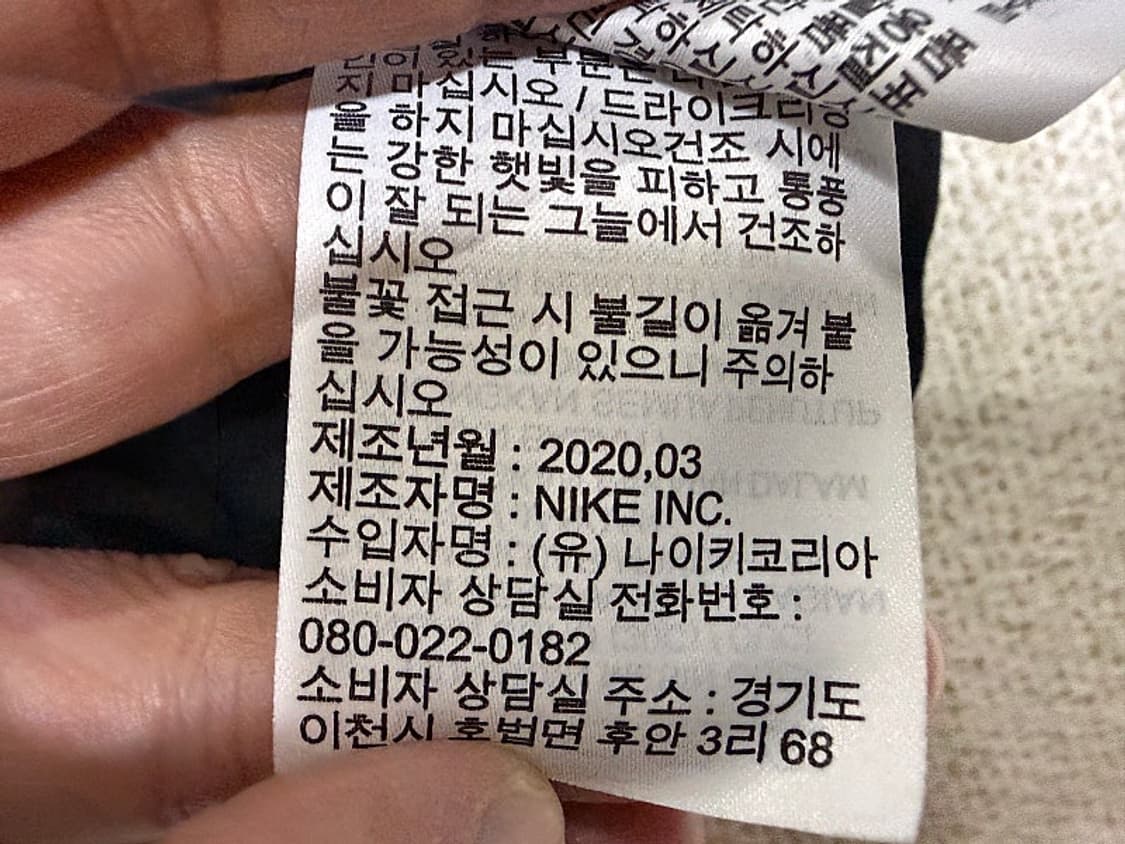 지 마십시오 / 드라이크리닝
을 하지 마십시오건조 시에
는 강한 햇빛을 피하고 통풍
이 잘 되는 그늘에서 건조하
십시오
불꽃 접근 시 불길이 옮겨 붙
을 가능성이 있으니 주의하
십시오
제조년월 : 2020,03
제조자명 : NIKE INC.
수입자명 : (유) 나이키코리아
소비자 상담실 전화번호 :
080-022-0182
소비자 상담실 주소 : 경기도
이천시 호법면 후안 3리 68